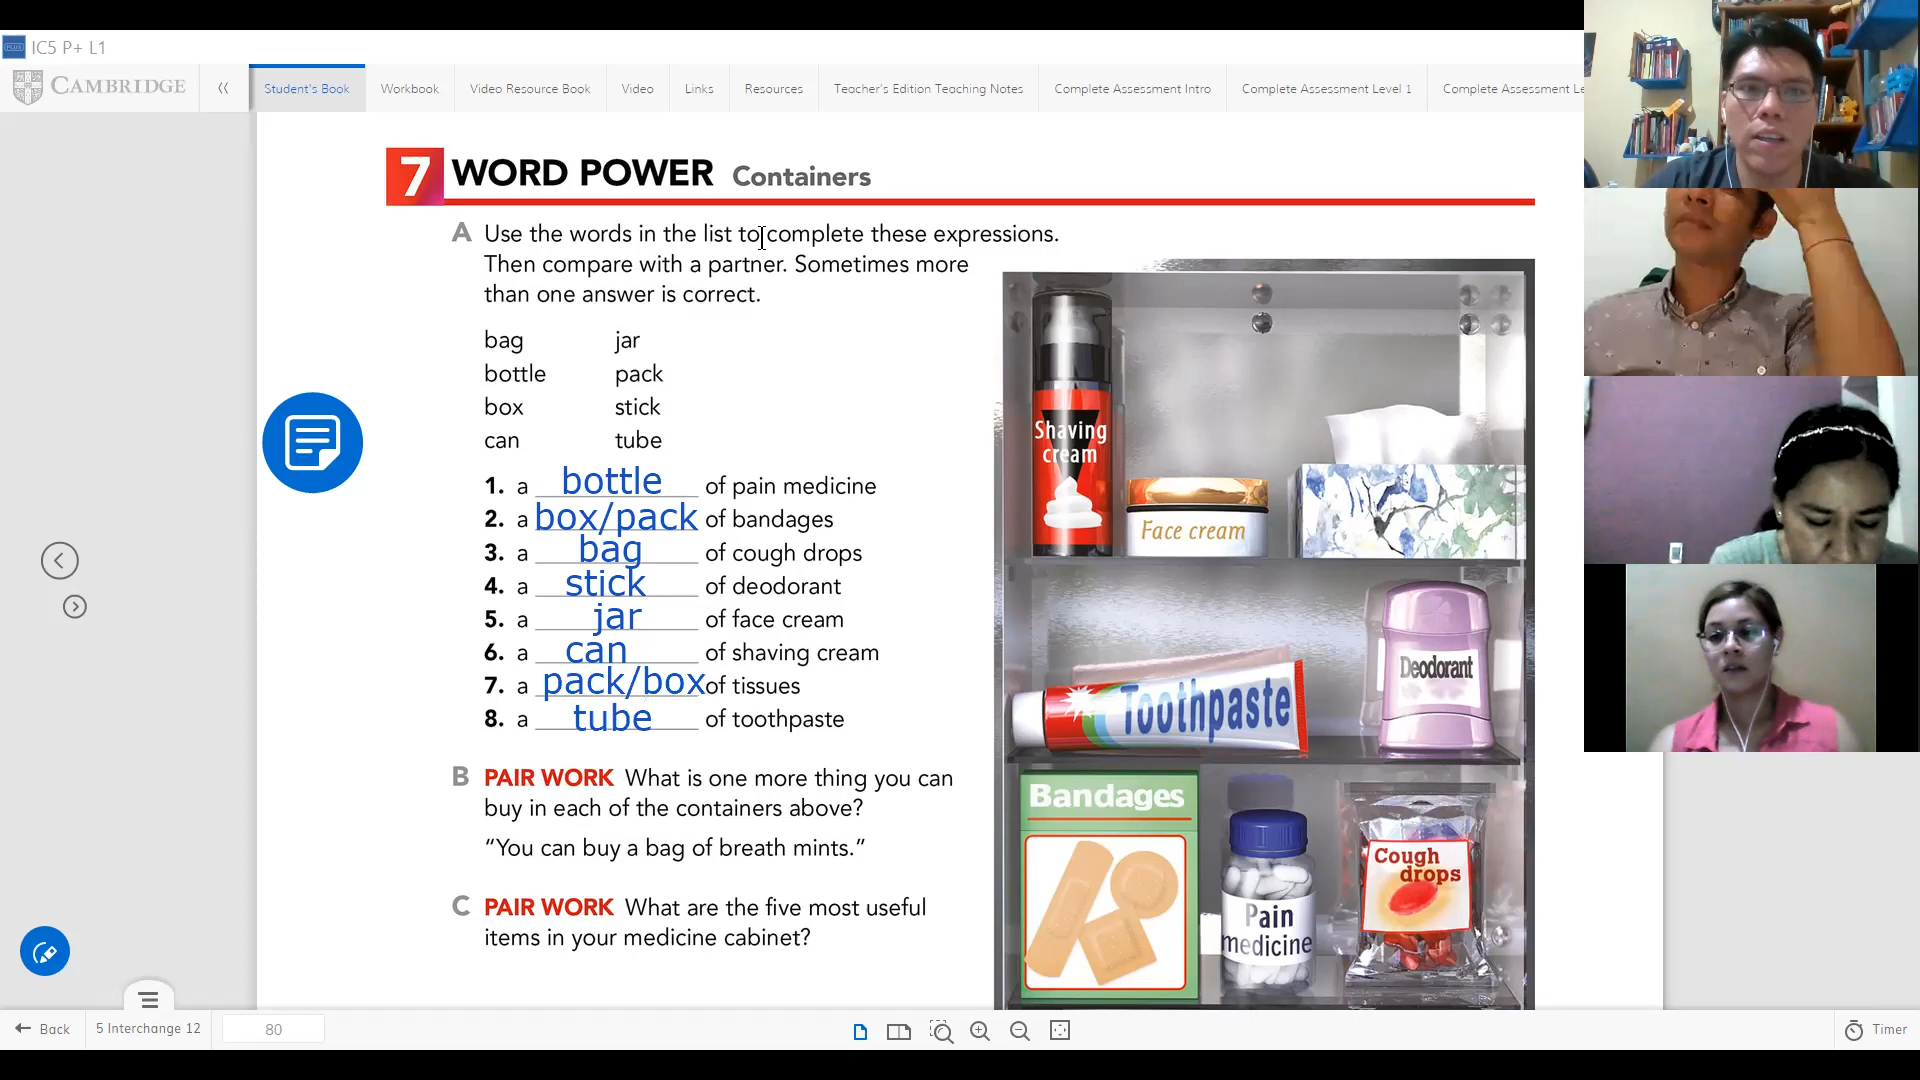 IC5 P+ L1
CAMBRIDGE
Student's Book
Workbook
Video Resource Book
Video
Links
Resources
Teacher's Edition Teaching Notes
Complete Assessment Intro
Complete Assessment Level 1
Complete Assessment Le
7 WORD POWER Containers
A Use the words in the list to complete these expressions.
Then compare with a partner. Sometimes more
than one answer is correct.
bag jar
bottle pack
box stick
can tube
1. a bottle of pain medicine
2. a box/pack of bandages
3. a bag of cough drops
4. a stick of deodorant
5. a jar of face cream
6. a can of shaving cream
7. a pack/box of tissues
8. a tube of toothpaste
B PAIR WORK What is one more thing you can
buy in each of the containers above?
"You can buy a bag of breath mints."
C PAIR WORK What are the five most useful
items in your medicine cabinet?
Shaving
cream
Face cream
Toothpaste
Deodorant
Bandages
Pain
medicine
Cough
drops
Back
5 Interchange 12
80
Timer